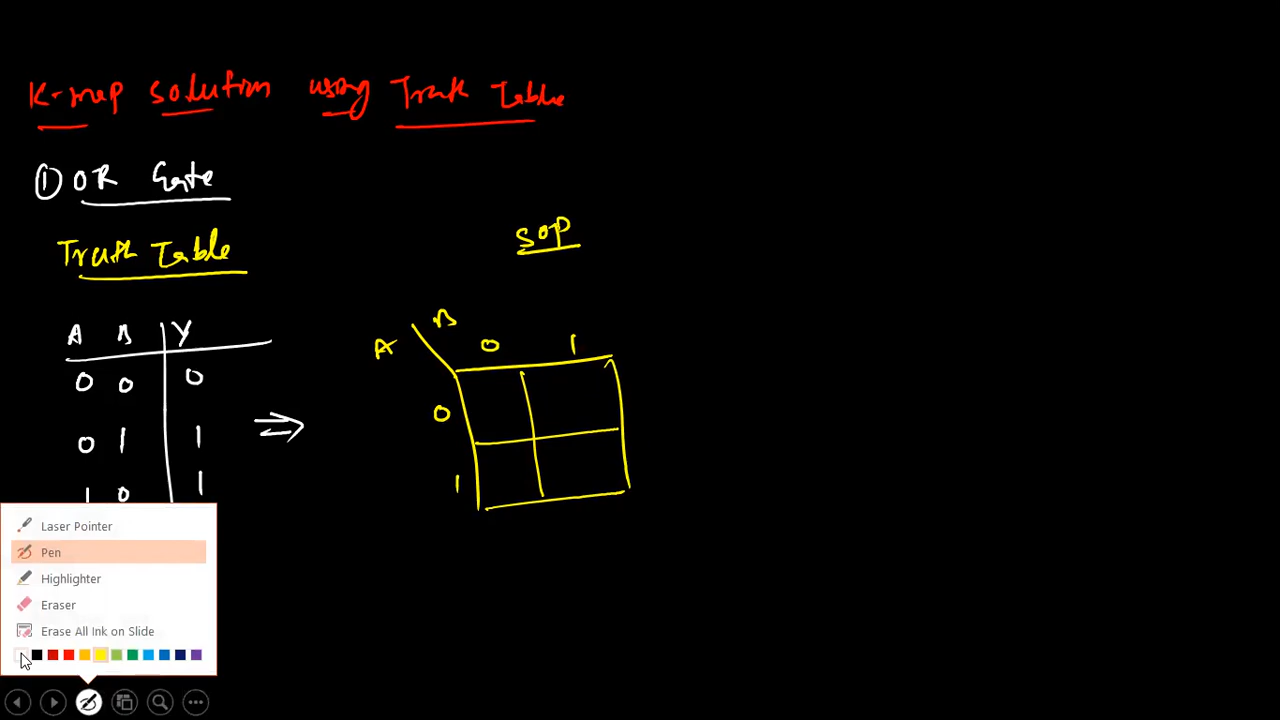 K-map solution using Truth Table
① OR Gate
Truth Table
SOP
A B Y
0 0 0
0 1 1
1 0 1
B
A
0 1
0
1
Laser Pointer
Pen
Highlighter
Eraser
Erase All Ink on Slide